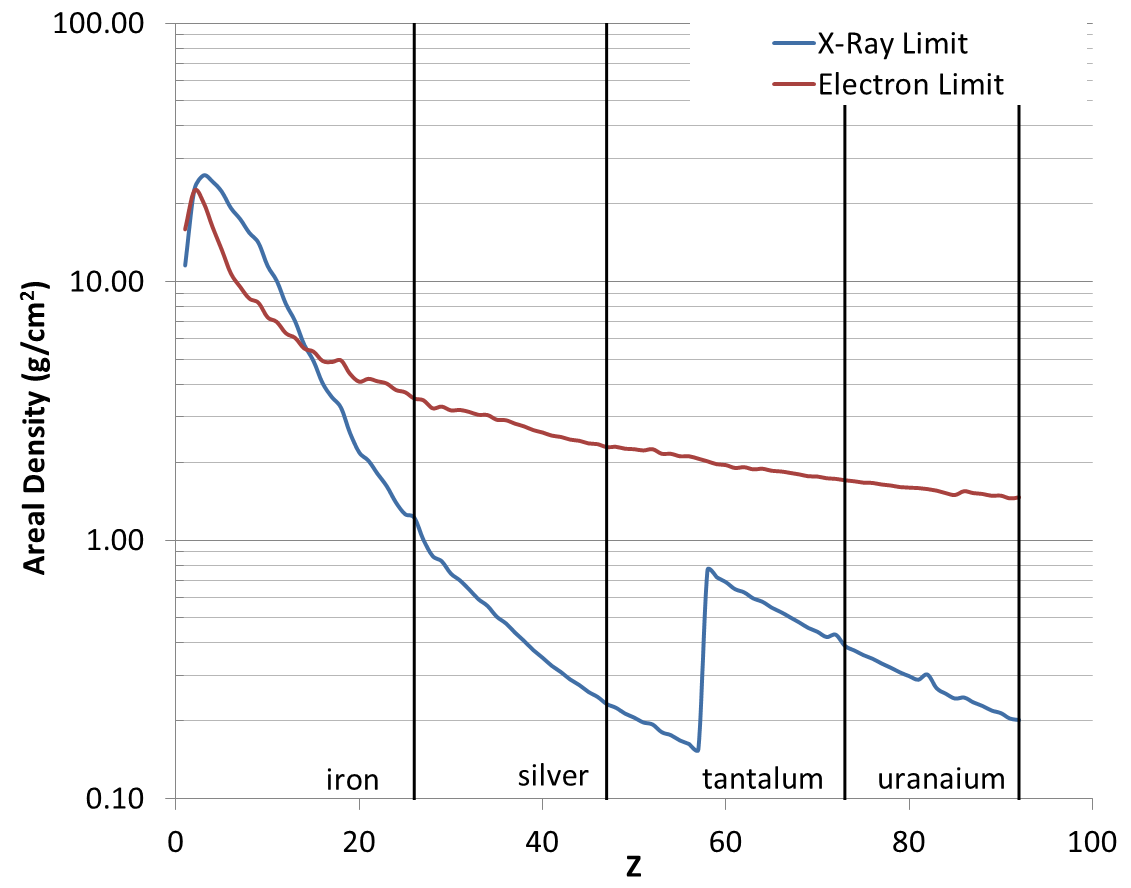 100.00
X-Ray Limit
Electron Limit
10.00
Areal Density (g/cm²)
1.00
iron
silver
tantalum
uranaium
0.10
0
20
40
60
80
100
Z